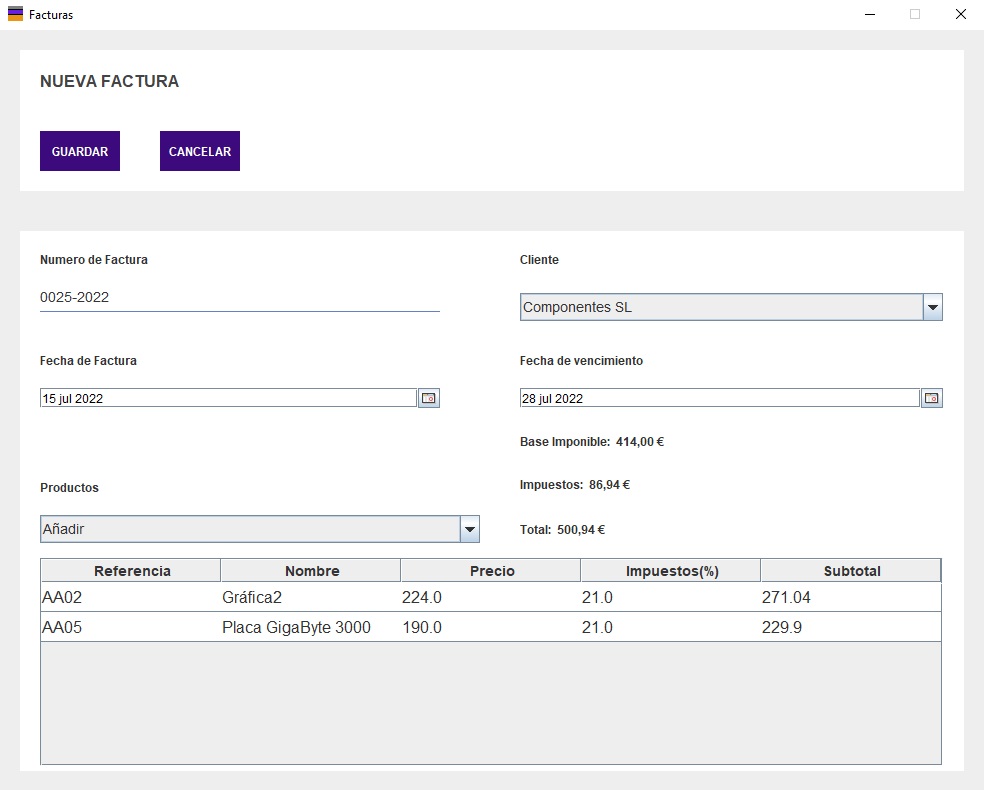 Facturas
NUEVA FACTURA
GUARDAR CANCELAR
Numero de Factura Cliente
0025-2022 Componentes SL
Fecha de Factura Fecha de vencimiento
15 jul 2022 28 jul 2022
Base Imponible: 414,00 €
Productos Impuestos: 86,94 €
Añadir Total: 500,94 €
Referencia Nombre Precio Impuestos(%) Subtotal
AA02 Gráfica2 224.0 21.0 271.04
AA05 Placa GigaByte 3000 190.0 21.0 229.9